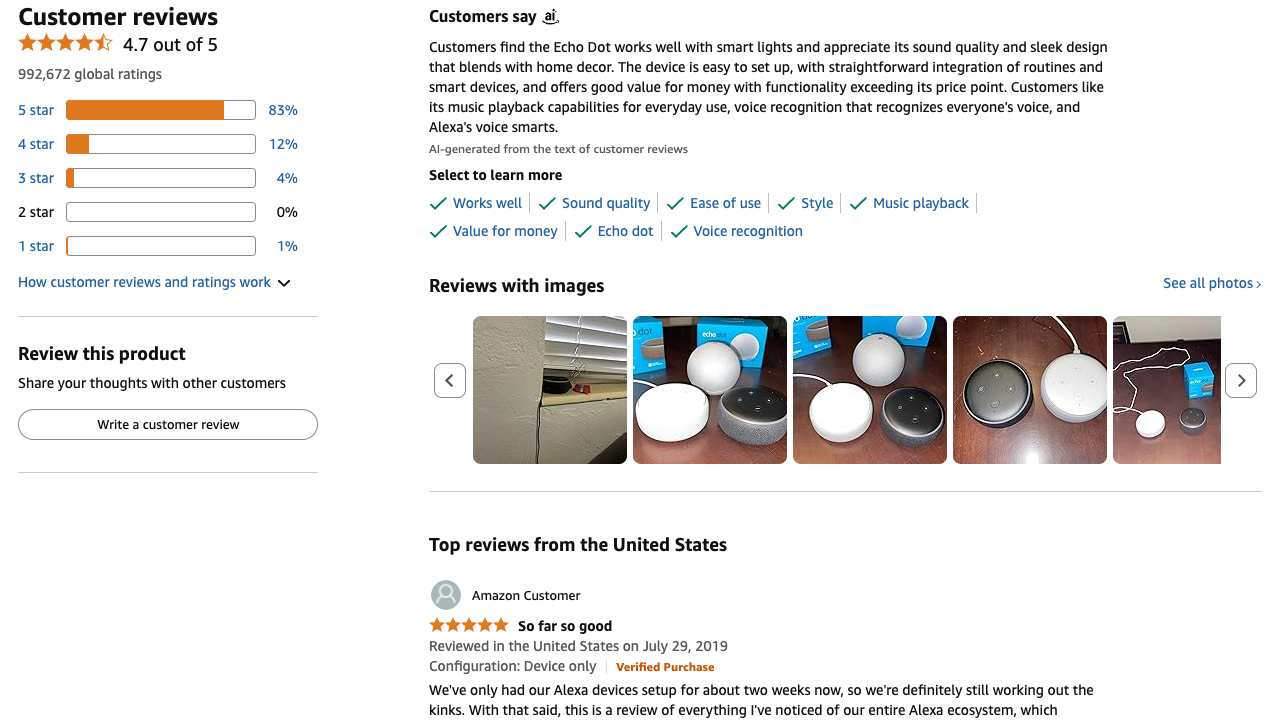 Customer reviews
4.7 out of 5
992,672 global ratings
5 star 83%
4 star 12%
3 star 4%
2 star 0%
1 star 1%
How customer reviews and ratings work
Review this product
Share your thoughts with other customers
Write a customer review
Customers say ai
Customers find the Echo Dot works well with smart lights and appreciate its sound quality and sleek design
that blends with home decor. The device is easy to set up, with straightforward integration of routines and
smart devices, and offers good value for money with functionality exceeding its price point. Customers like
its music playback capabilities for everyday use, voice recognition that recognizes everyone's voice, and
Alexa's voice smarts.
AI-generated from the text of customer reviews
Select to learn more
Works well Sound quality Ease of use Style Music playback
Value for money Echo dot Voice recognition
Reviews with images
See all photos
dot echo dot
echo
Top reviews from the United States
Amazon Customer
So far so good
Reviewed in the United States on July 29, 2019
Configuration: Device only Verified Purchase
We've only had our Alexa devices setup for about two weeks now, so we're definitely still working out the
kinks. With that said, this is a review of everything I've noticed of our entire Alexa ecosystem, which